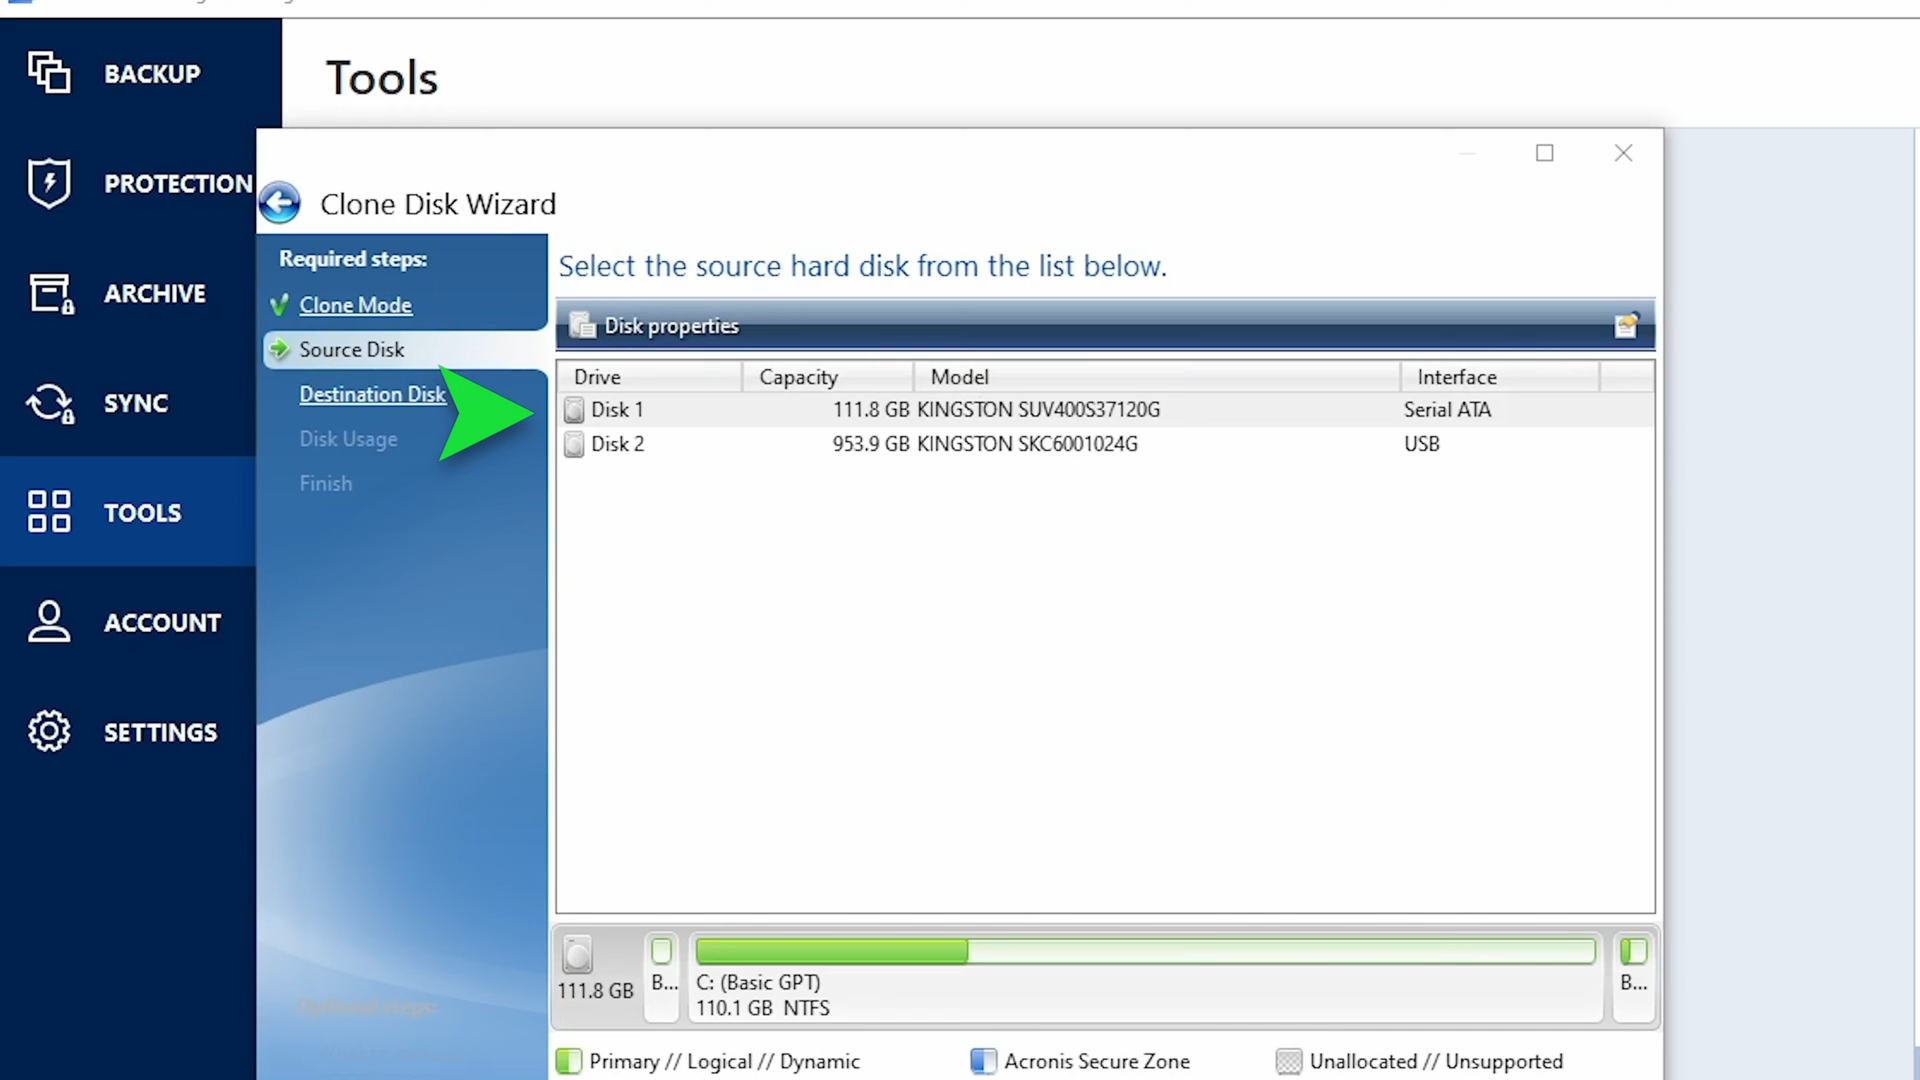 BACKUP
PROTECTION
ARCHIVE
SYNC
TOOLS
ACCOUNT
SETTINGS
Tools
Clone Disk Wizard
Required steps:
Clone Mode
Source Disk
Destination Disk
Disk Usage
Finish
Optional steps:
Select the source hard disk from the list below.
Disk properties
Drive Capacity Model Interface
Disk 1 111.8 GB KINGSTON SUV400S37120G Serial ATA
Disk 2 953.9 GB KINGSTON SKC6001024G USB
111.8 GB
B...
C: (Basic GPT)
110.1 GB NTFS
B...
Primary // Logical // Dynamic Acronis Secure Zone Unallocated // Unsupported